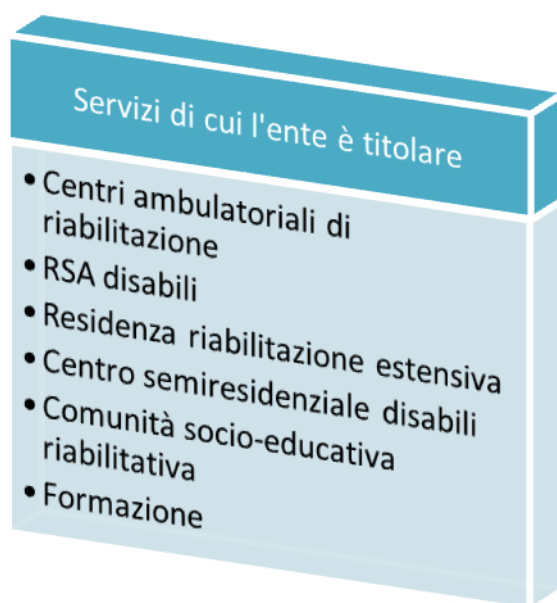 Servizi di cui l'ente è titolare
• Centri ambulatoriali di
riabilitazione
• RSA disabili
• Residenza riabilitazione estensiva
• Centro semiresidenziale disabili
• Comunità socio-educativa
riabilitativa
• Formazione